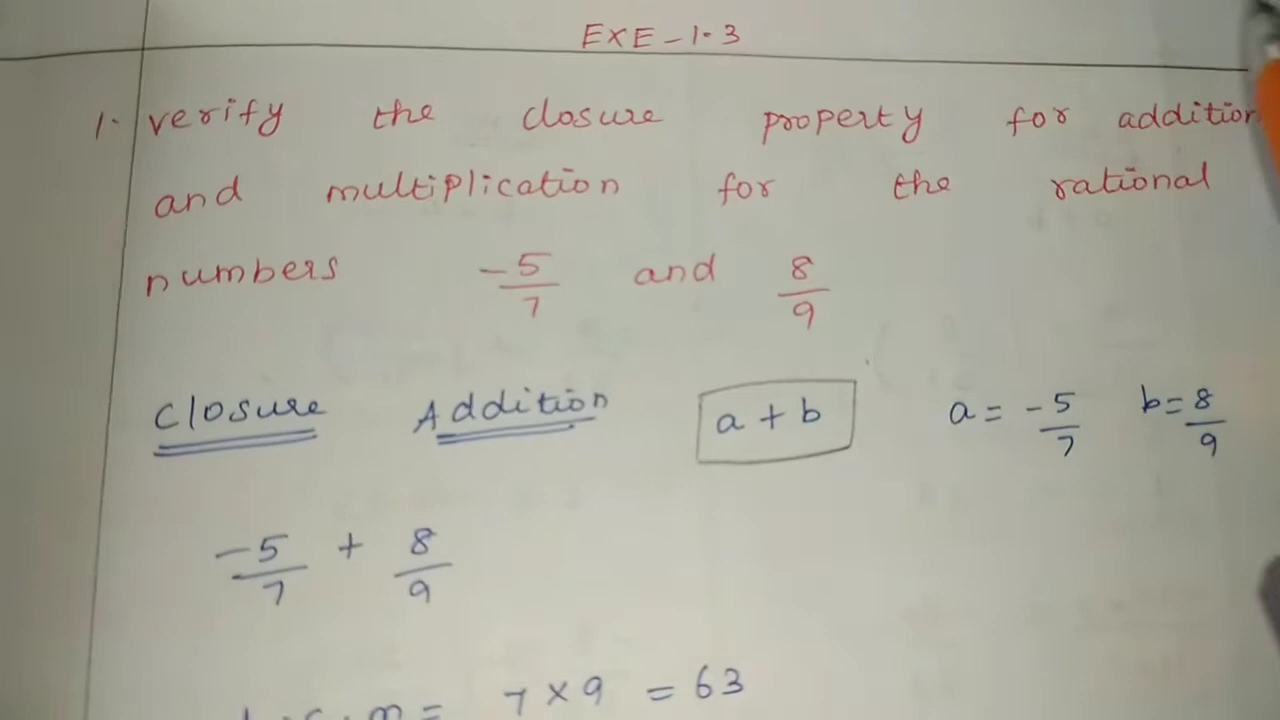 EXE-1.3
1. verify the closure property for addition
and multiplication for the rational
numbers -5/7 and 8/9
Closure Addition a+b a = -5/7 b = 8/9
-5/7 + 8/9
L.C.m = 7 × 9 = 63